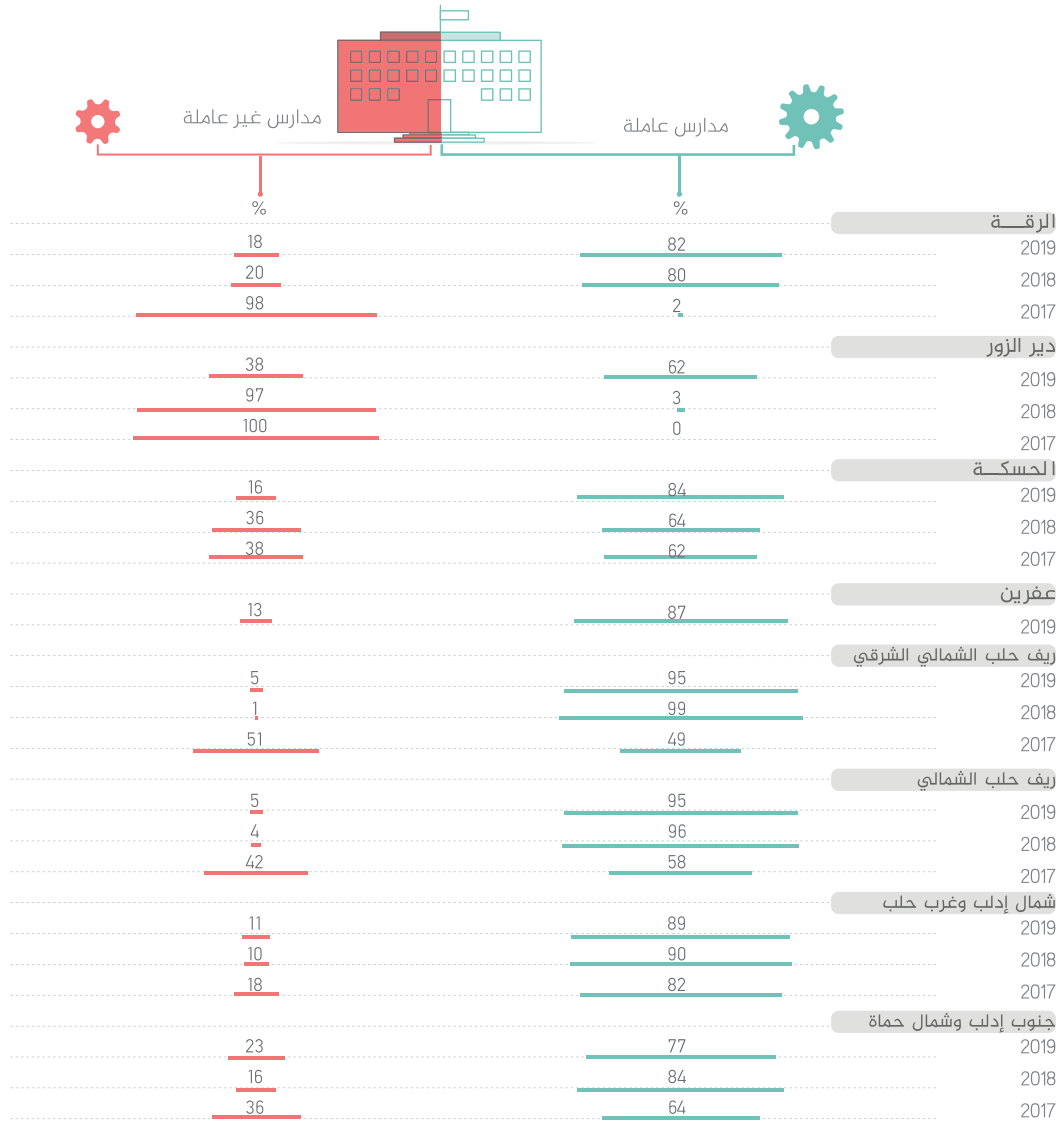 مدارس عاملة مدارس غير عاملة
% %
الرقــــة
2019 82 18
2018 80 20
2017 2 98
دير الزور
2019 62 38
2018 3 97
2017 0 100
الحسكـــة
2019 84 16
2018 64 36
2017 62 38
عفرين
2019 87 13
ريف حلب الشمالي الشرقي
2019 95 5
2018 99 1
2017 49 51
ريف حلب الشمالي
2019 95 5
2018 96 4
2017 58 42
شمال إدلب وغرب حلب
2019 89 11
2018 90 10
2017 82 18
جنوب إدلب وشمال حماة
2019 77 23
2018 84 16
2017 64 36